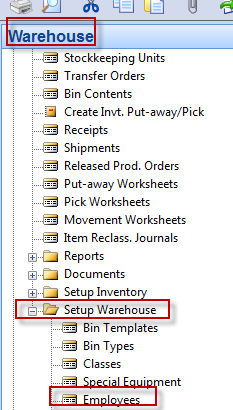 Warehouse
Stockkeeping Units
Transfer Orders
Bin Contents
Create Invt. Put-away/Pick
Receipts
Shipments
Released Prod. Orders
Put-away Worksheets
Pick Worksheets
Movement Worksheets
Item Reclass. Journals
Reports
Documents
Setup Inventory
Setup Warehouse
Bin Templates
Bin Types
Classes
Special Equipment
Employees